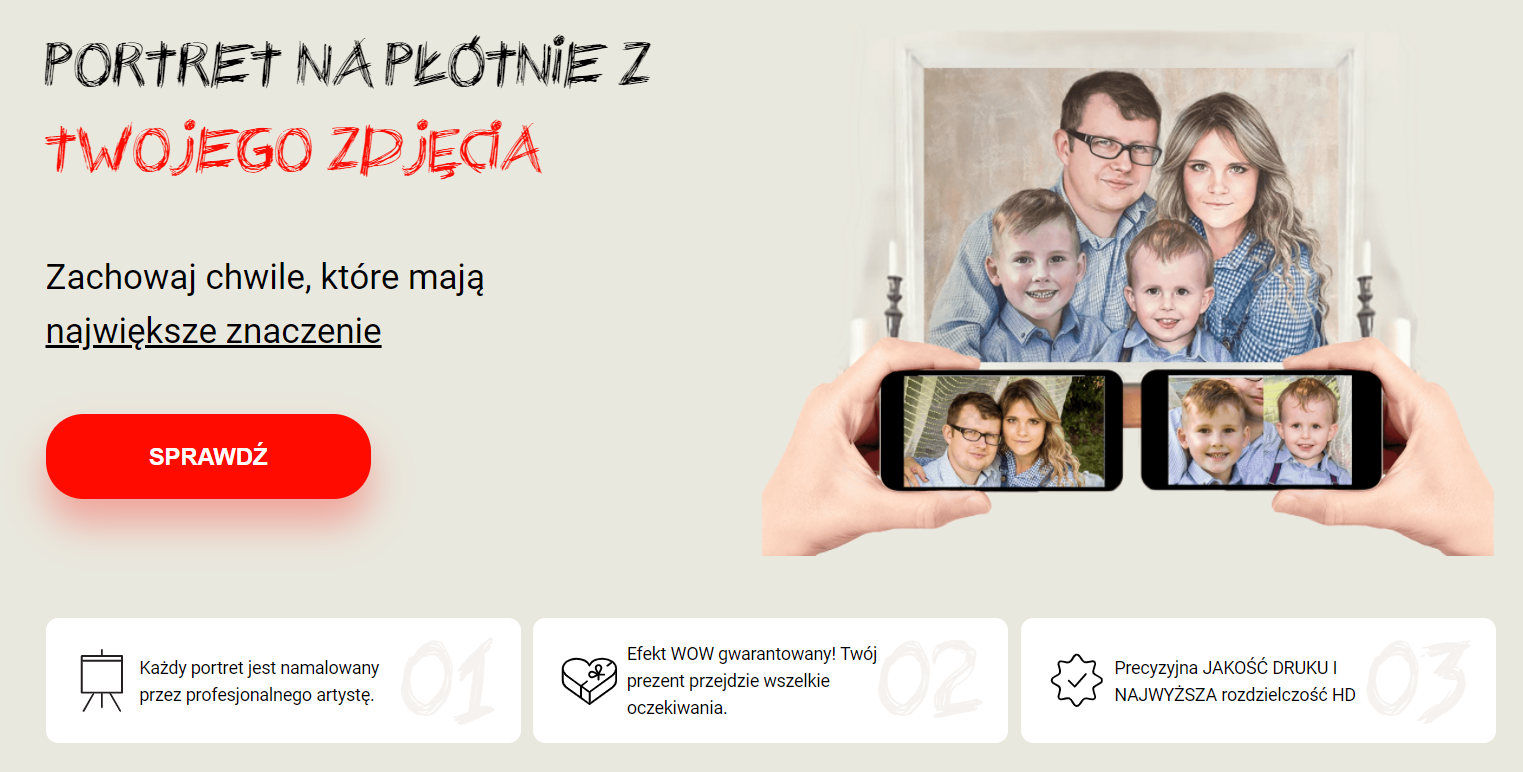 PORTRET NA PŁÓTNIE Z
TWOJEGO ZDJĘCIA
Zachowaj chwile, które mają
największe znaczenie
SPRAWDŹ
Każdy portret jest namalowany
przez profesjonalnego artystę.
01
Efekt WOW gwarantowany! Twój
prezent przejdzie wszelkie
oczekiwania.
02
Precyzyjna JAKOŚĆ DRUKU I
NAJWYŻSZA rozdzielczość HD
03